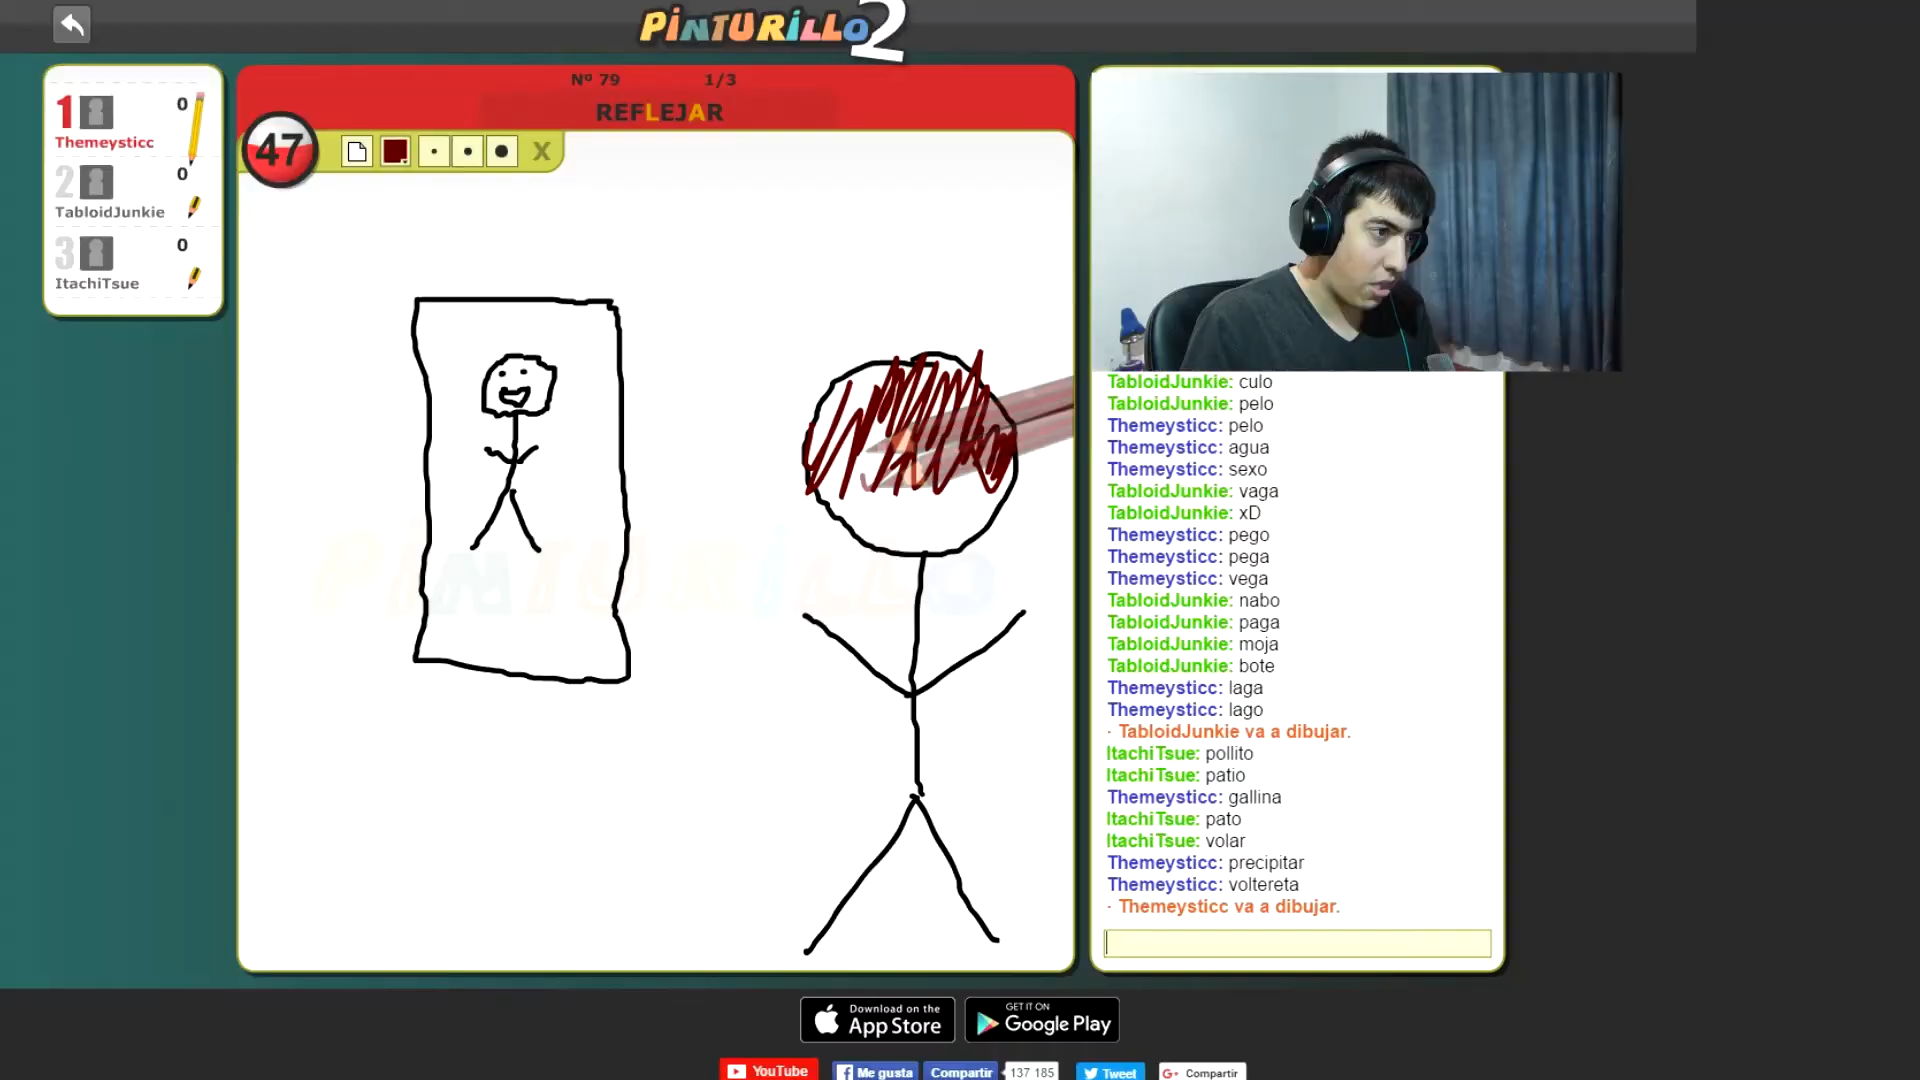 PINTURILLO 2
Nº 79 1/3
REFLEJAR
47
X
1 0
Themeysticc
2 0
TabloidJunkie
3 0
ItachiTsue
PINTURILLO
TabloidJunkie: culo
TabloidJunkie: pelo
Themeysticc: pelo
Themeysticc: agua
Themeysticc: sexo
TabloidJunkie: vaga
TabloidJunkie: xD
Themeysticc: pego
Themeysticc: pega
Themeysticc: vega
TabloidJunkie: nabo
TabloidJunkie: paga
TabloidJunkie: moja
TabloidJunkie: bote
Themeysticc: laga
Themeysticc: lago
· TabloidJunkie va a dibujar.
ItachiTsue: pollito
ItachiTsue: patio
Themeysticc: gallina
ItachiTsue: pato
ItachiTsue: volar
Themeysticc: precipitar
Themeysticc: voltereta
· Themeysticc va a dibujar.
Download on the
App Store
GET IT ON
Google Play
YouTube
Me gusta
Compartir
137 185
Tweet
G+ Compartir